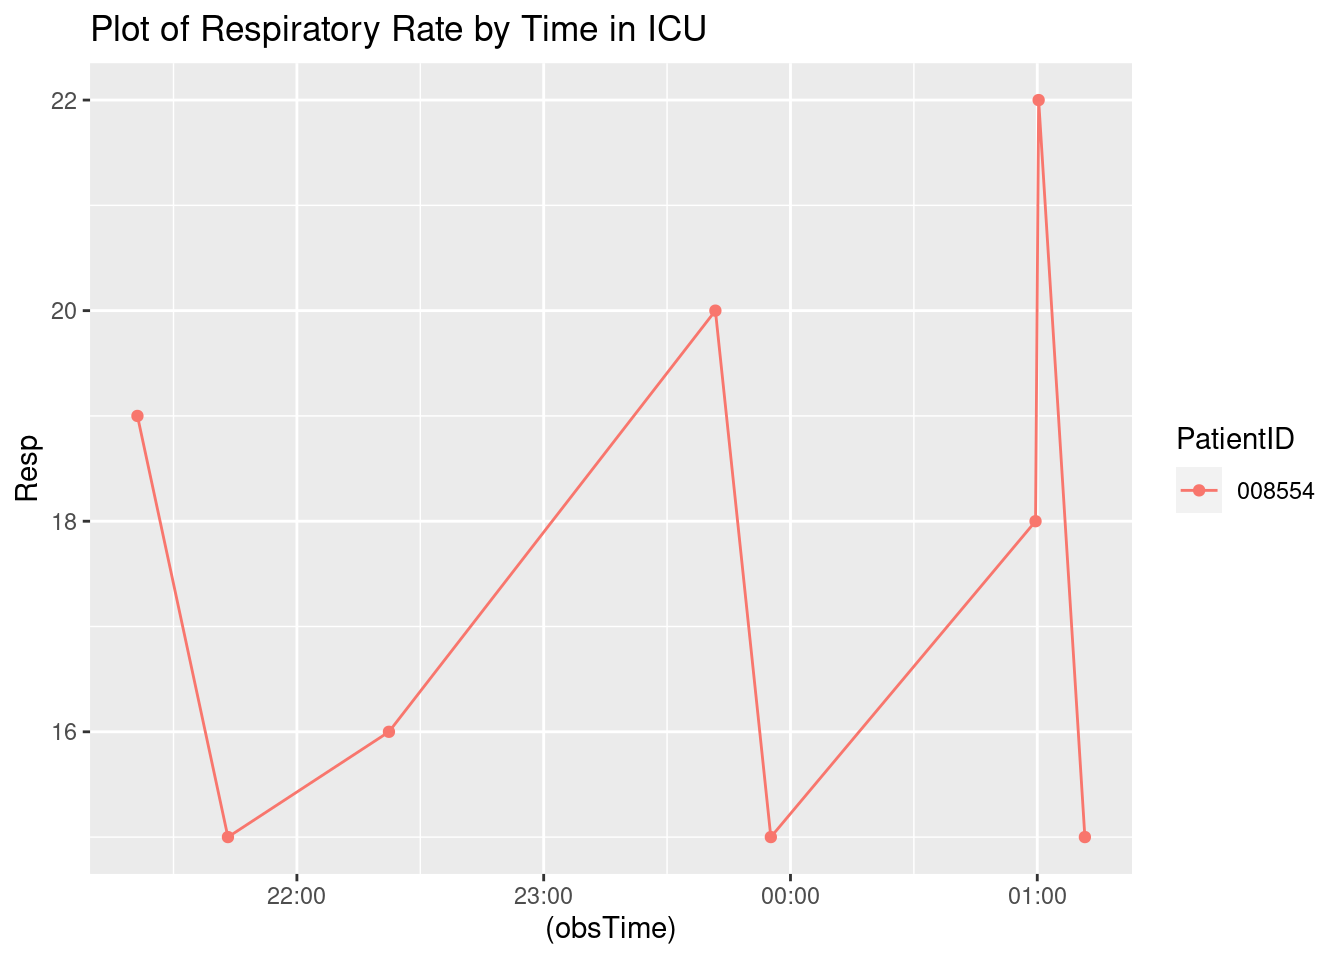 Plot of Respiratory Rate by Time in ICU
22
20
18
16
Resp
22:00
23:00
00:00
01:00
(obsTime)
PatientID
008554